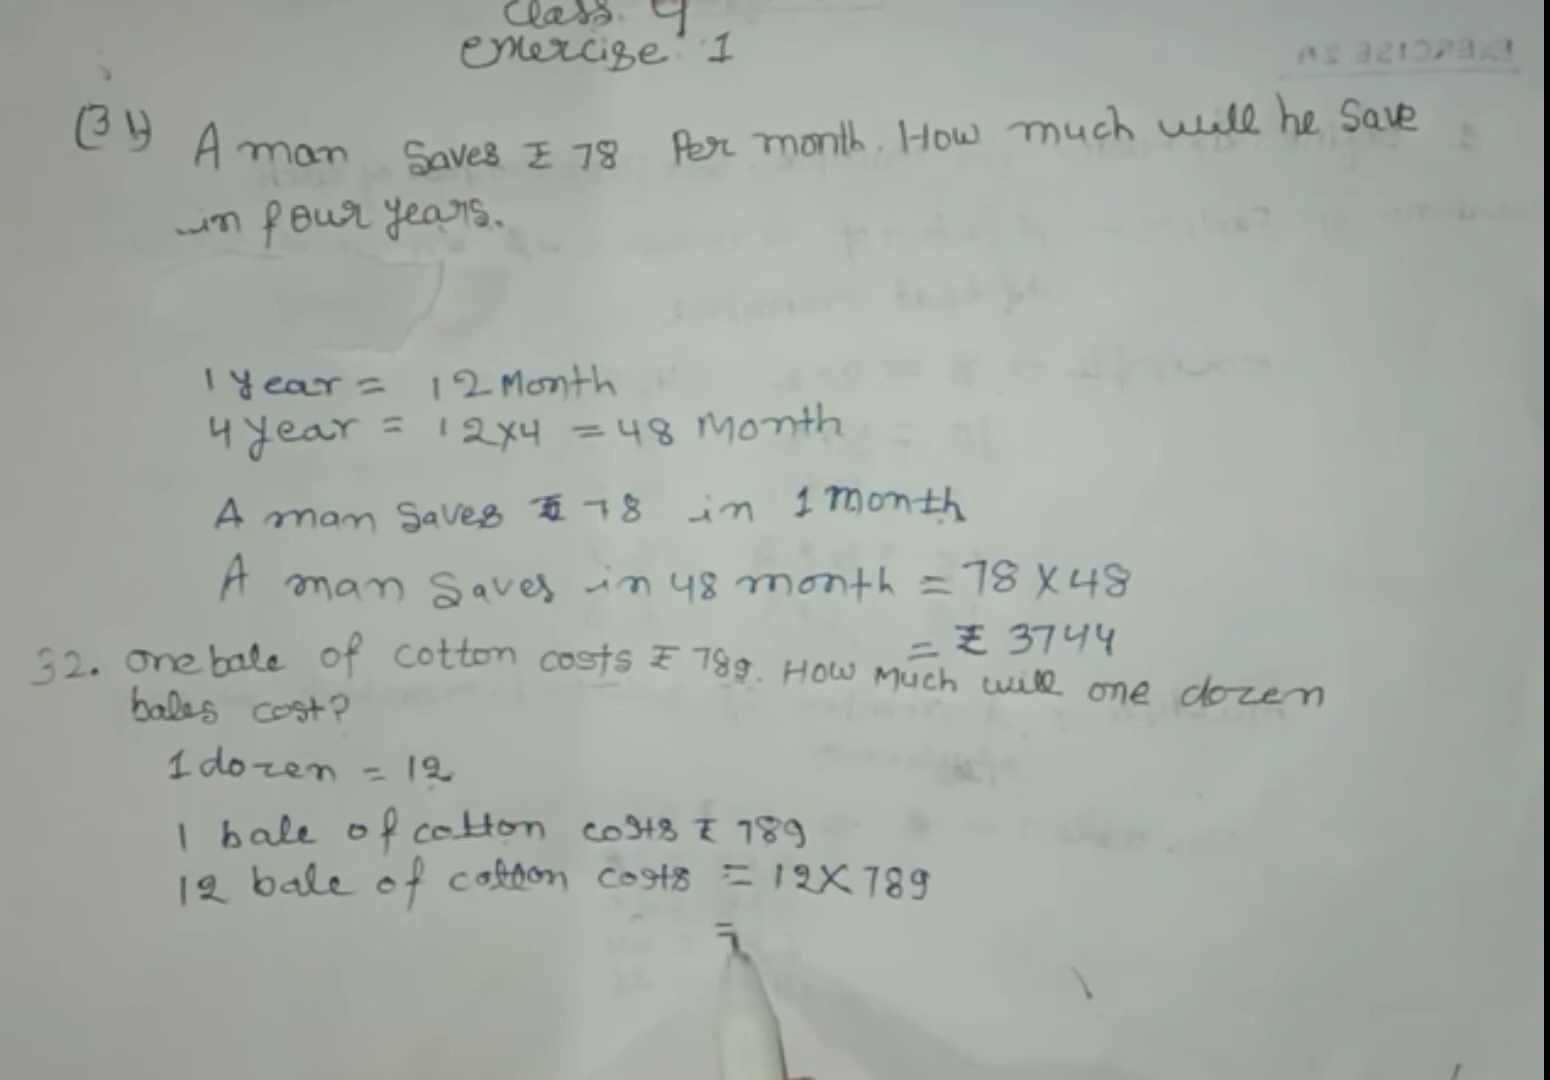 Class. 4
Exercise 1
(31) A man saves ₹ 78 Per month. How much will he save
in four years.
1 year = 12 Month
4 year = 12x4 = 48 Month
A man saves ₹ 78 in 1 month
A man saves in 48 month = 78 X 48
= ₹ 3744
32. one bale of cotton costs ₹ 789. How Much will one dozen
bales cost?
1 dozen = 12
1 bale of cotton costs ₹ 789
12 bale of cotton costs = 12X 789
=